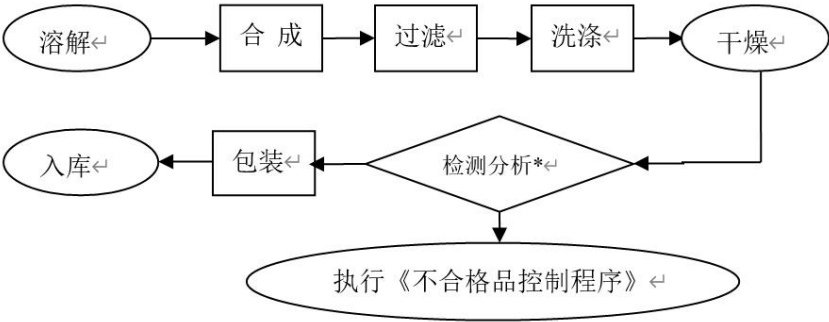 溶解
合 成
过滤
洗涤
干燥
入库
包装
检测分析*
执行《不合格品控制程序》